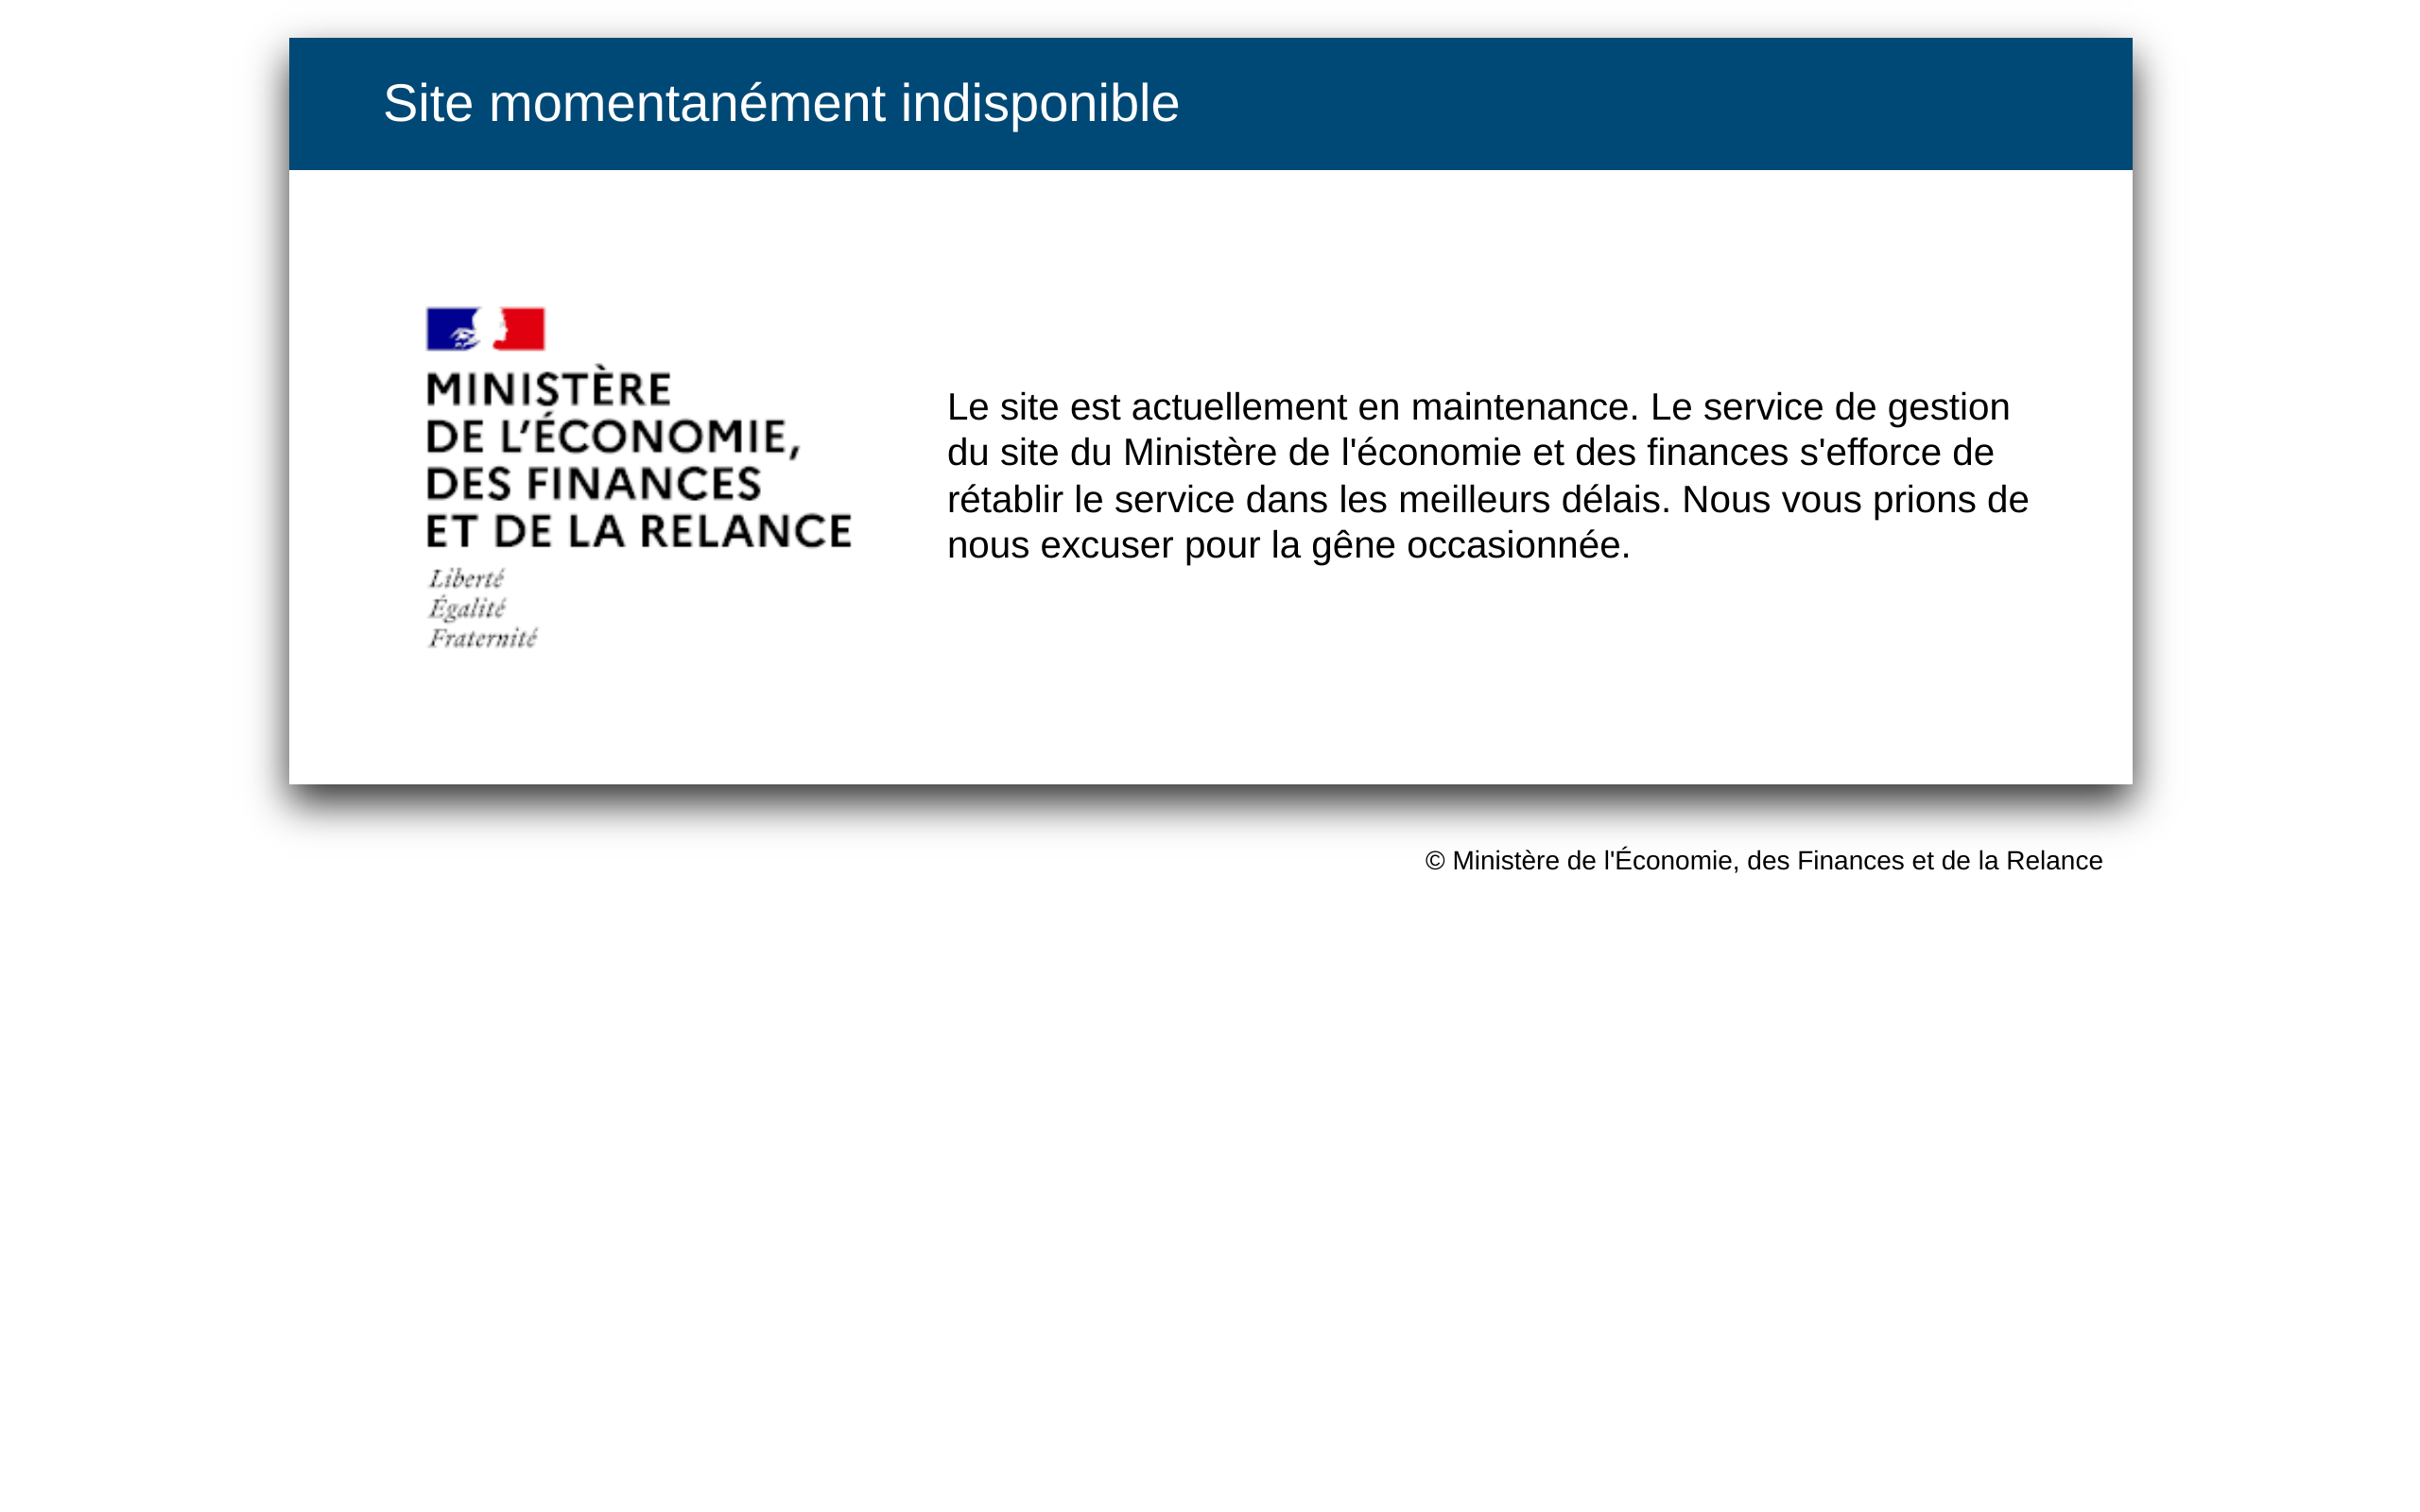 Site momentanément indisponible
MINISTÈRE
DE L’ÉCONOMIE,
DES FINANCES
ET DE LA RELANCE
Liberté
Égalité
Fraternité
Le site est actuellement en maintenance. Le service de gestion
du site du Ministère de l'économie et des finances s'efforce de
rétablir le service dans les meilleurs délais. Nous vous prions de
nous excuser pour la gêne occasionnée.
© Ministère de l'Économie, des Finances et de la Relance